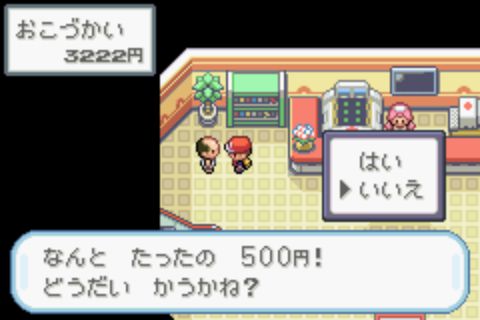 おこづかい
3222円
はい
▶いいえ
なんと たったの 500円!
どうだい かうかね?